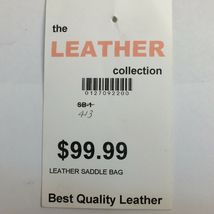 the
LEATHER
collection
0127092200
SB-1
413
$99.99
LEATHER SADDLE BAG
Best Quality Leather